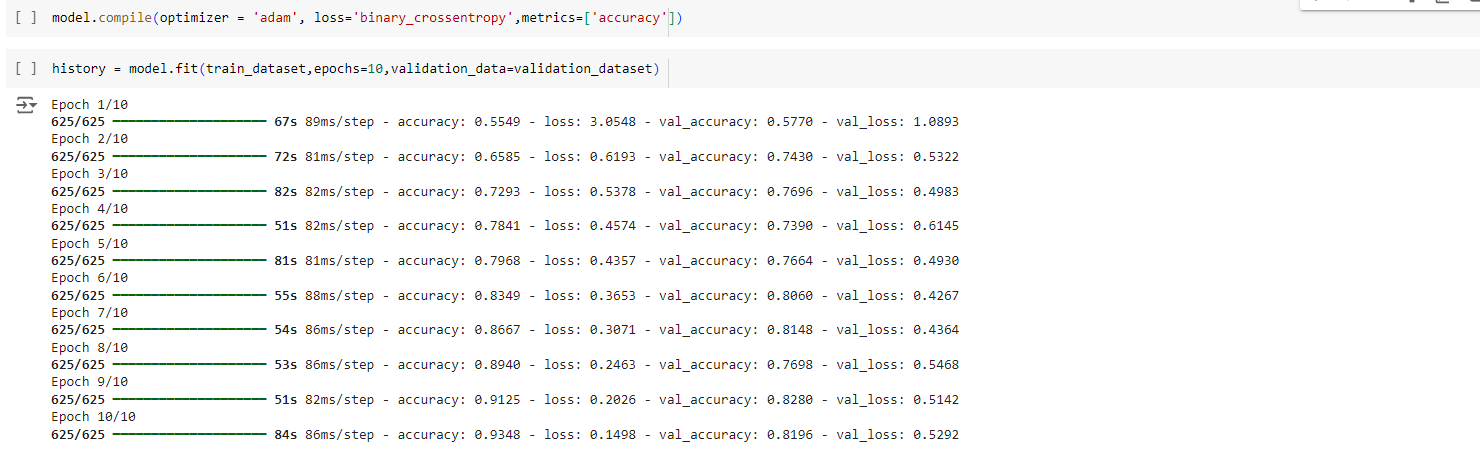 [ ] model.compile(optimizer = 'adam', loss='binary_crossentropy',metrics=['accuracy'])
[ ] history = model.fit(train_dataset,epochs=10,validation_data=validation_dataset)
Epoch 1/10
625/625 67s 89ms/step - accuracy: 0.5549 - loss: 3.0548 - val_accuracy: 0.5770 - val_loss: 1.0893
Epoch 2/10
625/625 72s 81ms/step - accuracy: 0.6585 - loss: 0.6193 - val_accuracy: 0.7430 - val_loss: 0.5322
Epoch 3/10
625/625 82s 82ms/step - accuracy: 0.7293 - loss: 0.5378 - val_accuracy: 0.7696 - val_loss: 0.4983
Epoch 4/10
625/625 51s 82ms/step - accuracy: 0.7841 - loss: 0.4574 - val_accuracy: 0.7390 - val_loss: 0.6145
Epoch 5/10
625/625 81s 81ms/step - accuracy: 0.7968 - loss: 0.4357 - val_accuracy: 0.7664 - val_loss: 0.4930
Epoch 6/10
625/625 55s 88ms/step - accuracy: 0.8349 - loss: 0.3653 - val_accuracy: 0.8060 - val_loss: 0.4267
Epoch 7/10
625/625 54s 86ms/step - accuracy: 0.8667 - loss: 0.3071 - val_accuracy: 0.8148 - val_loss: 0.4364
Epoch 8/10
625/625 53s 86ms/step - accuracy: 0.8940 - loss: 0.2463 - val_accuracy: 0.7698 - val_loss: 0.5468
Epoch 9/10
625/625 51s 82ms/step - accuracy: 0.9125 - loss: 0.2026 - val_accuracy: 0.8280 - val_loss: 0.5142
Epoch 10/10
625/625 84s 86ms/step - accuracy: 0.9348 - loss: 0.1498 - val_accuracy: 0.8196 - val_loss: 0.5292